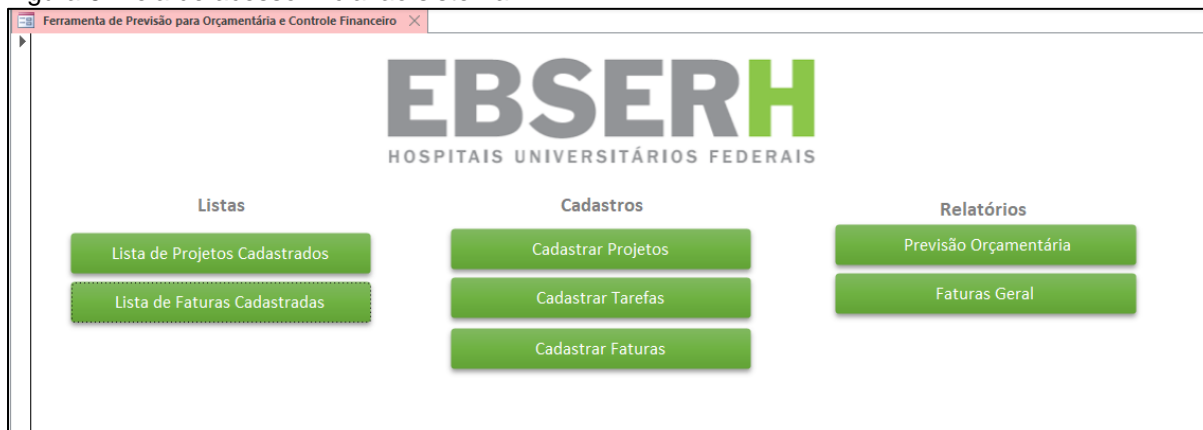 Ferramenta de Previsão para Orçamentária e Controle Financeiro
EBSERH
HOSPITAIS UNIVERSITÁRIOS FEDERAIS
Listas
Lista de Projetos Cadastrados
Lista de Faturas Cadastradas
Cadastros
Cadastrar Projetos
Cadastrar Tarefas
Cadastrar Faturas
Relatórios
Previsão Orçamentária
Faturas Geral